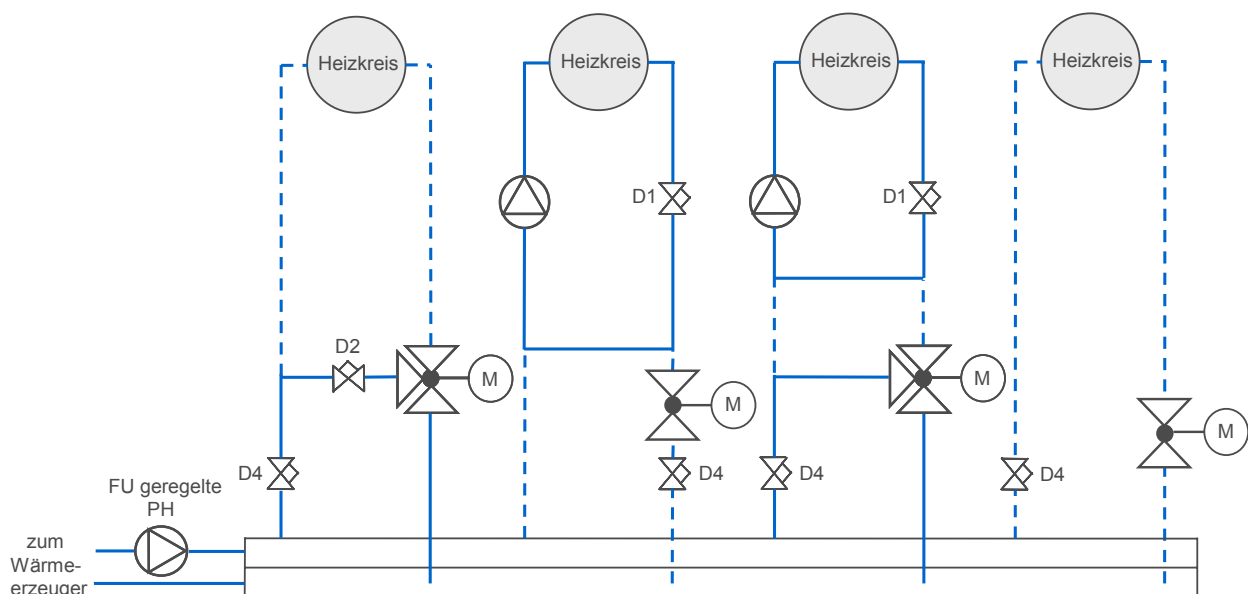 Heizkreis
Heizkreis
Heizkreis
Heizkreis
D1
D1
D2
M
M
M
M
D4
D4
D4
D4
FU geregelte
PH
zum
Wärme-
erzeuger